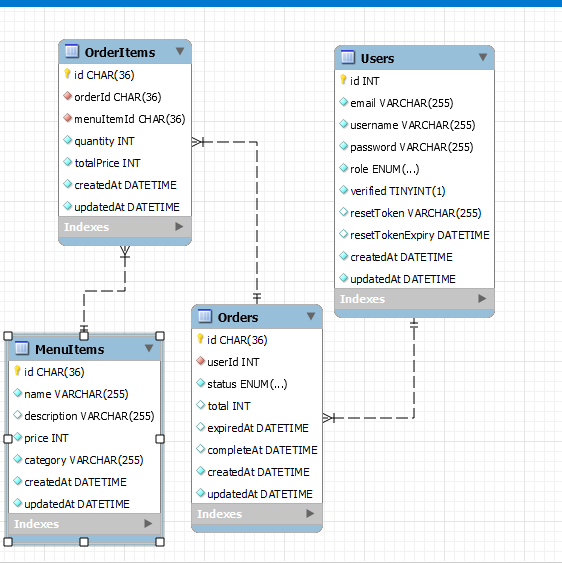 OrderItems
id CHAR(36)
orderId CHAR(36)
menuItemId CHAR(36)
quantity INT
totalPrice INT
createdAt DATETIME
updatedAt DATETIME
Indexes
Users
id INT
email VARCHAR(255)
username VARCHAR(255)
password VARCHAR(255)
role ENUM(...)
verified TINYINT(1)
resetToken VARCHAR(255)
resetTokenExpiry DATETIME
createdAt DATETIME
updatedAt DATETIME
Indexes
MenuItems
id CHAR(36)
name VARCHAR(255)
description VARCHAR(255)
price INT
category VARCHAR(255)
createdAt DATETIME
updatedAt DATETIME
Indexes
Orders
id CHAR(36)
userId INT
status ENUM(...)
total INT
expiredAt DATETIME
completeAt DATETIME
createdAt DATETIME
updatedAt DATETIME
Indexes